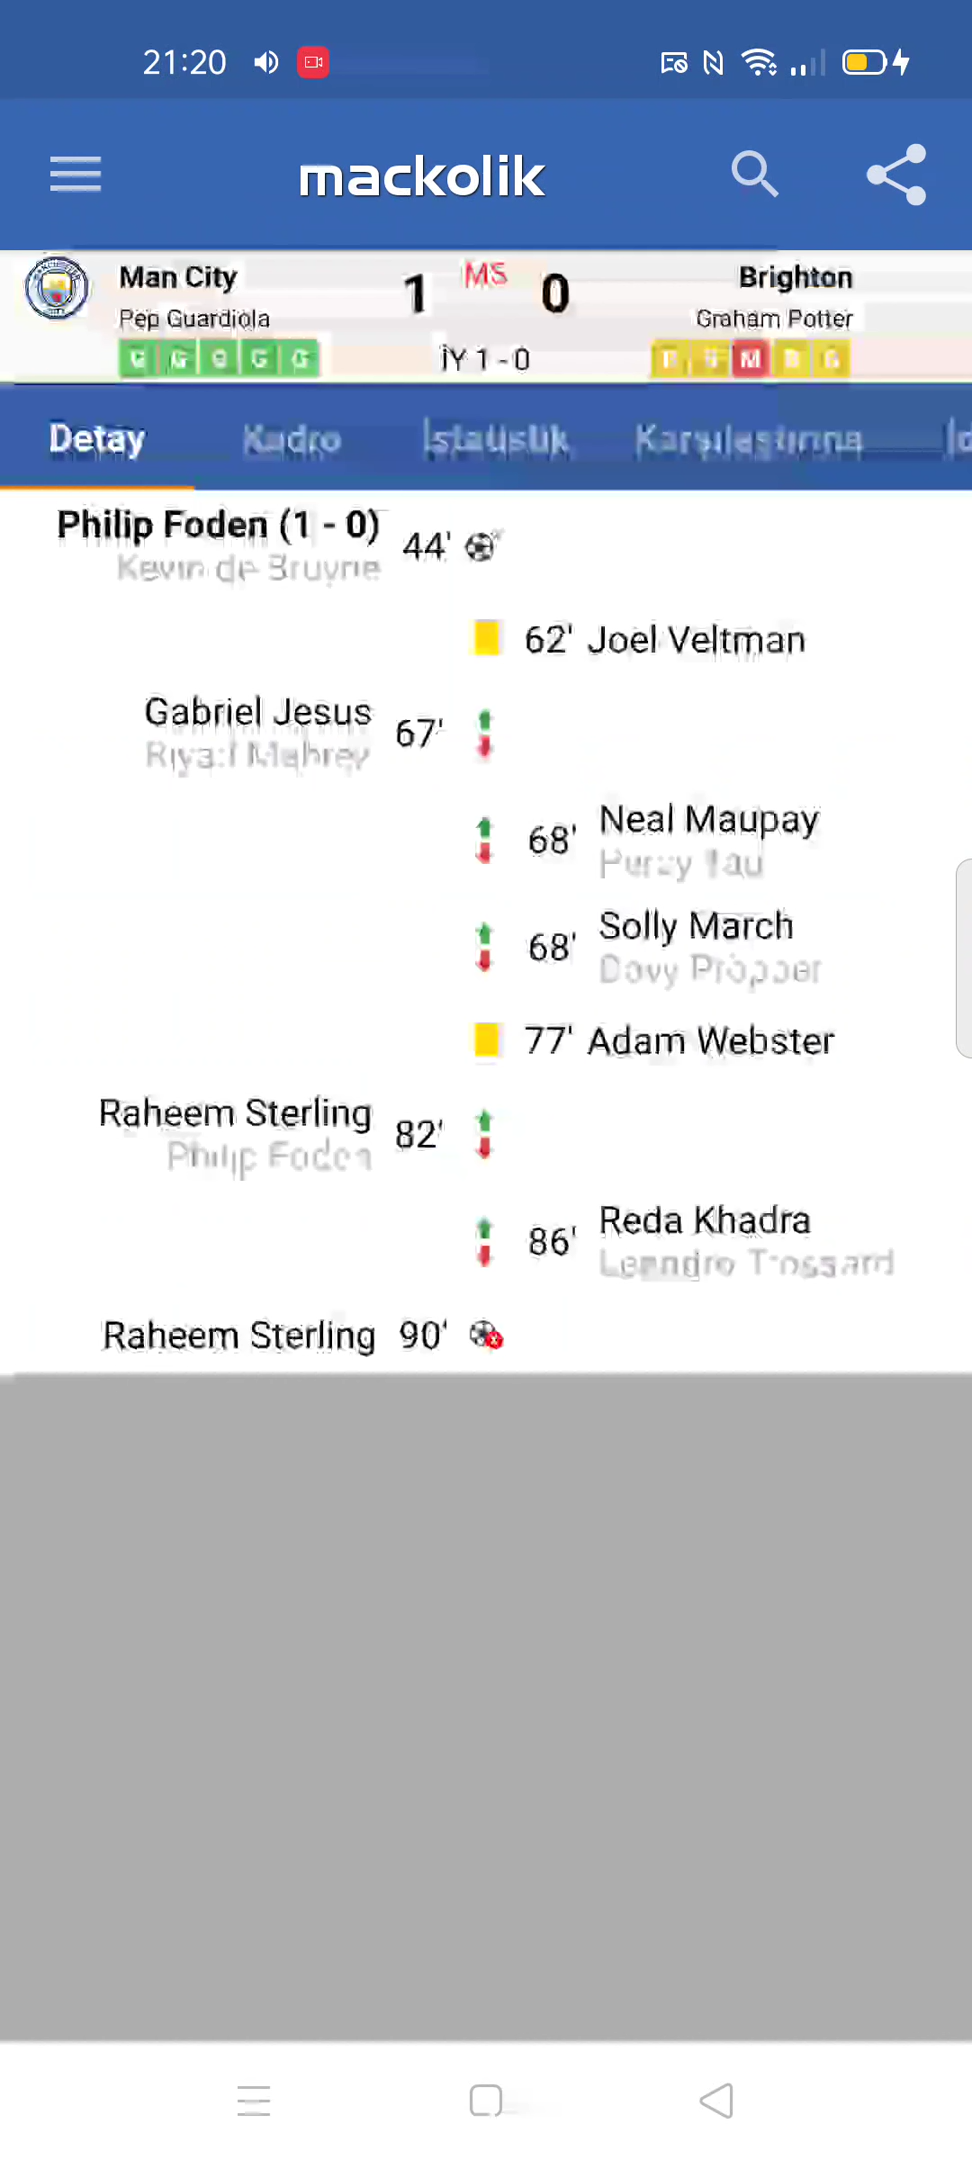 21:20
mackolik
Man City 1 MS 0 Brighton
Pep Guardiola Graham Potter
G G G G G İY 1 - 0 M
Detay Kadro İstatistik Karşılaştırma
Philip Foden (1 - 0) 44'
Kevin de Bruyne
62' Joel Veltman
Gabriel Jesus 67'
Riyad Mahrez
68' Neal Maupay
Percy Tau
68' Solly March
Davy Pröpper
77' Adam Webster
Raheem Sterling 82'
Philip Foden
86' Reda Khadra
Leandro Trossard
Raheem Sterling 90'